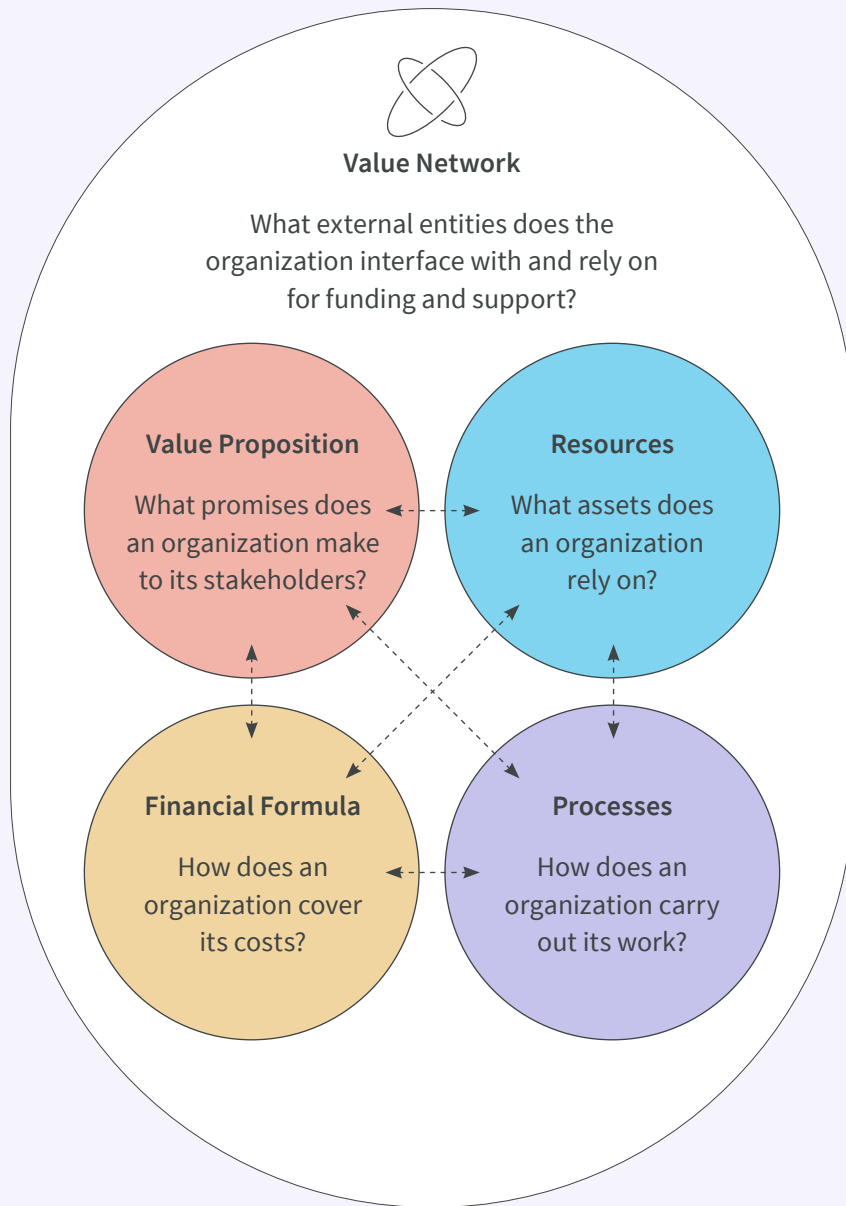 Value Network
What external entities does the
organization interface with and rely on
for funding and support?
Value Proposition
What promises does
an organization make
to its stakeholders?
Resources
What assets does
an organization
rely on?
Financial Formula
How does an
organization cover
its costs?
Processes
How does an
organization carry
out its work?